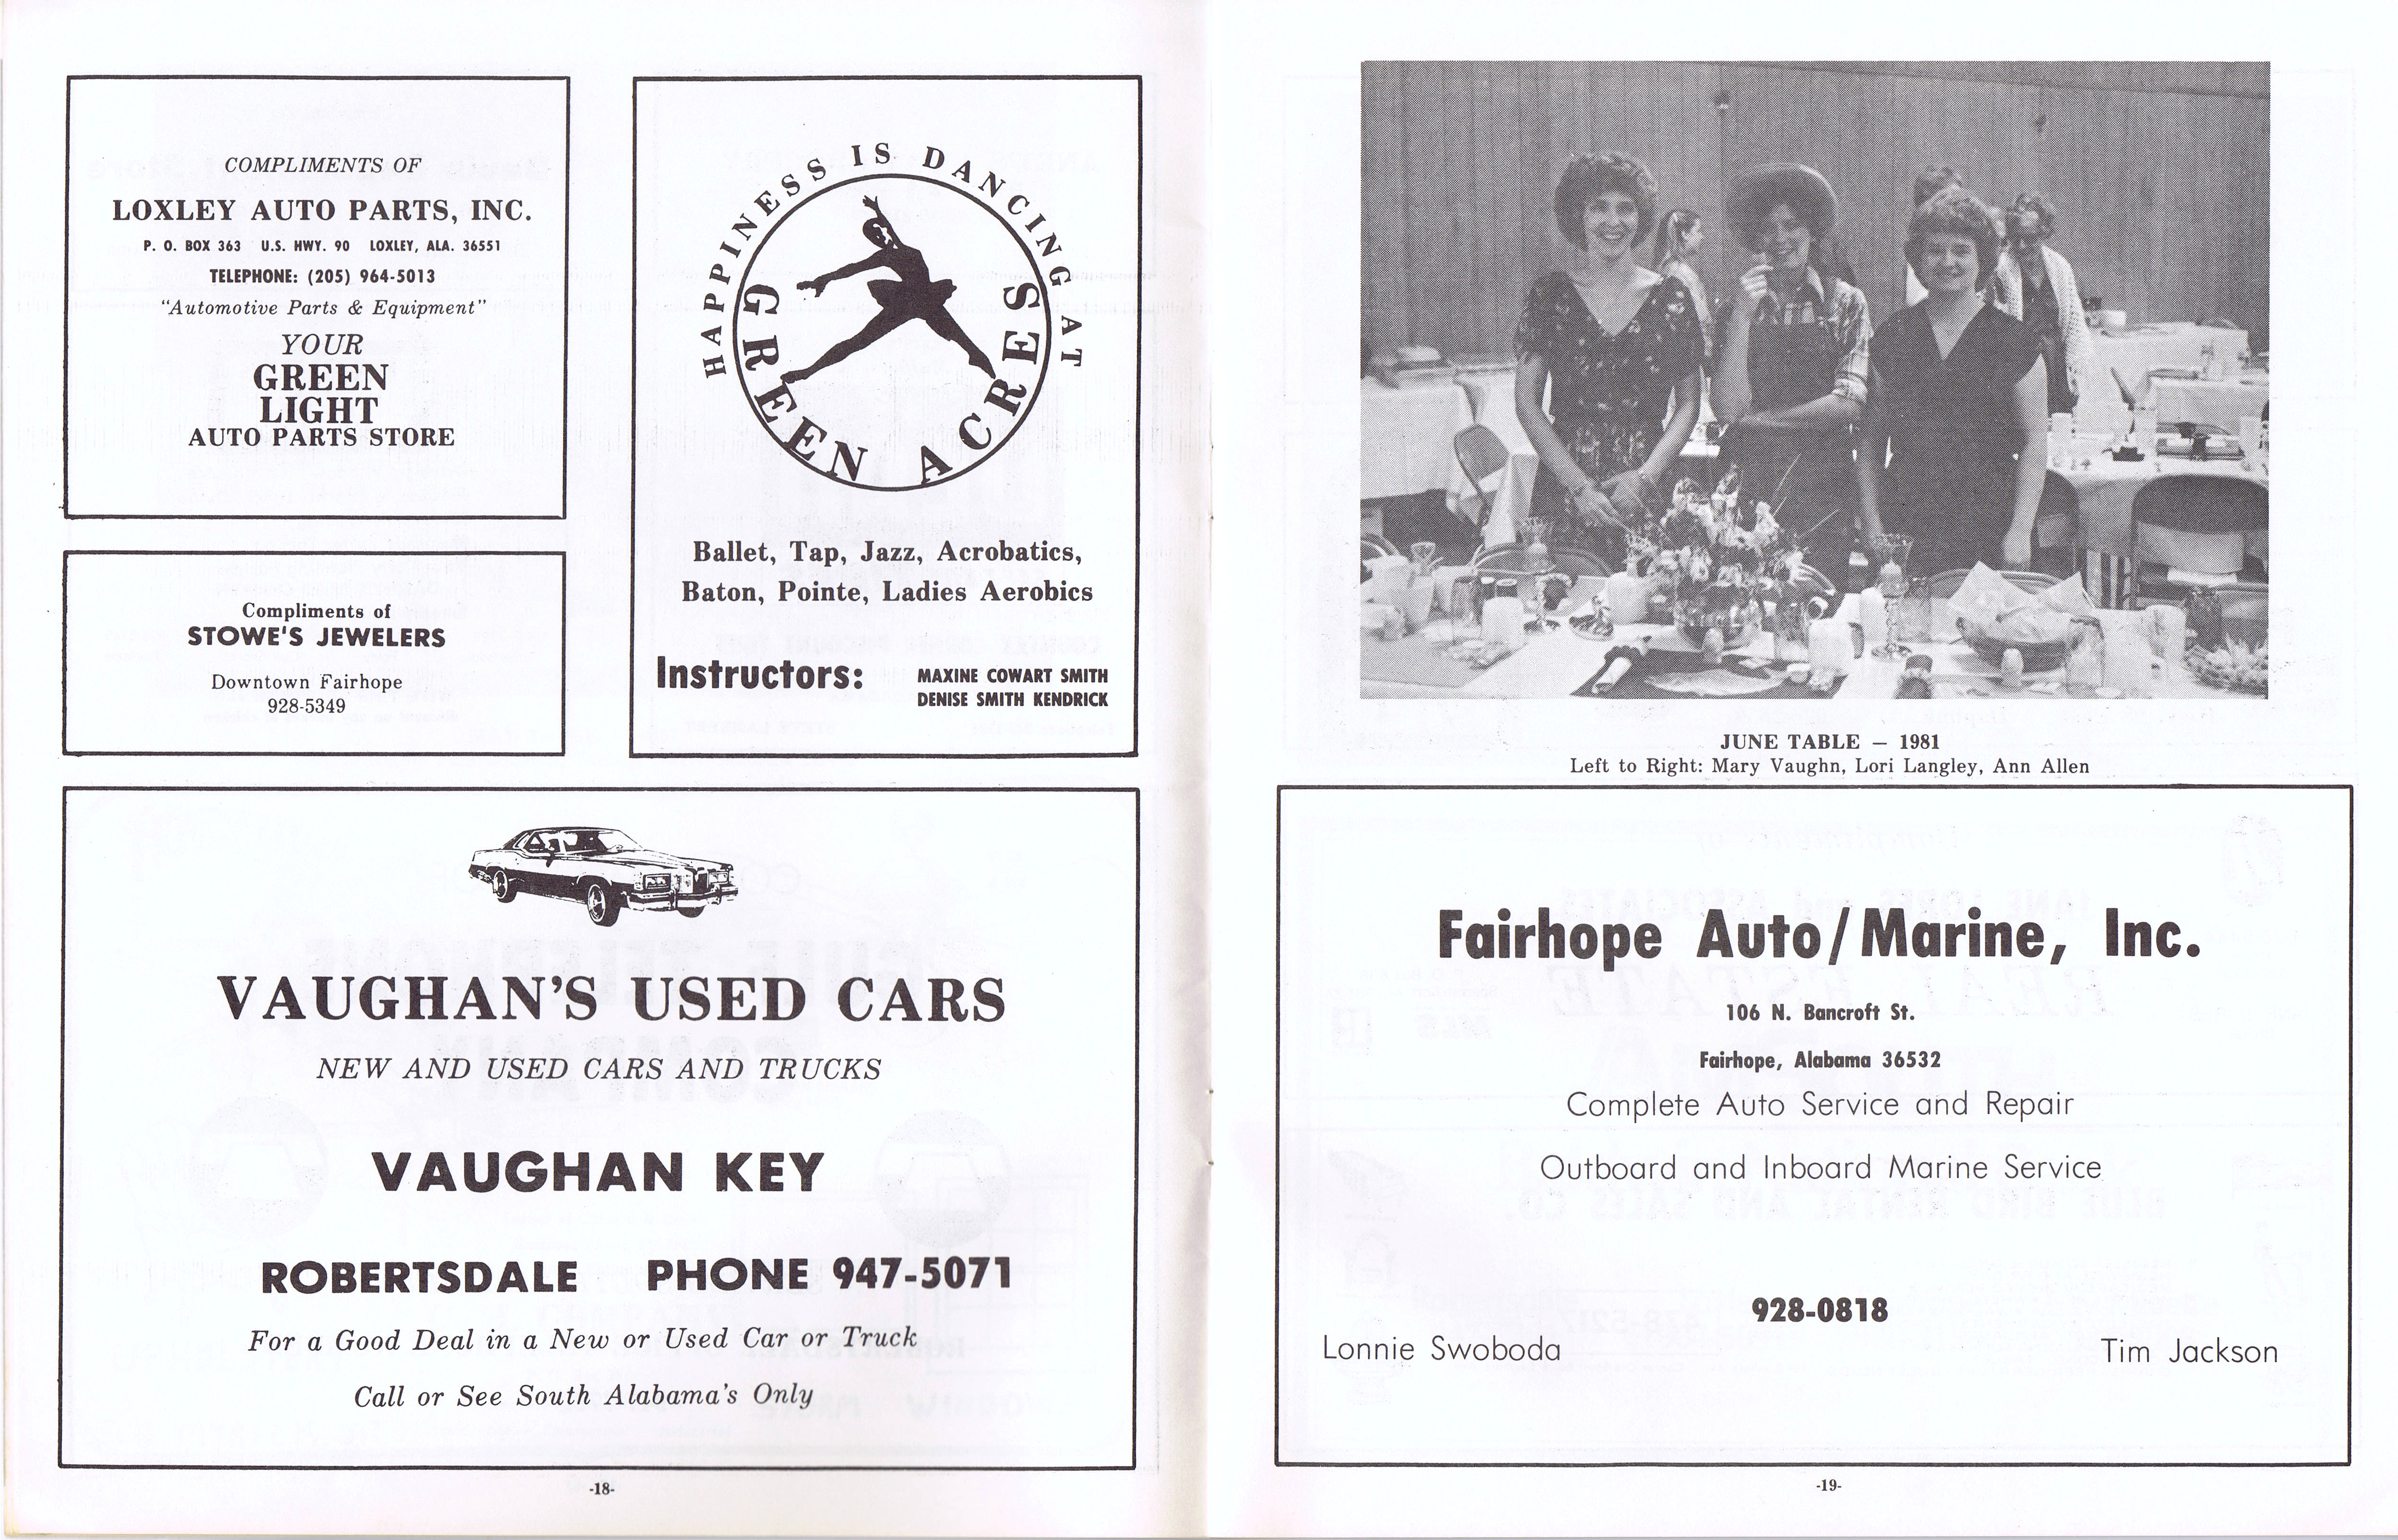 COMPLIMENTS OF
LOXLEY AUTO PARTS, INC.
P. O. BOX 363 U.S. HWY. 90 LOXLEY, ALA. 36551
TELEPHONE: (205) 964-5013
"Automotive Parts & Equipment"
YOUR
GREEN
LIGHT
AUTO PARTS STORE
Compliments of
STOWE'S JEWELERS
Downtown Fairhope
928-5349
HAPPINESS IS DANCING AT
GREEN ACRES
Ballet, Tap, Jazz, Acrobatics,
Baton, Pointe, Ladies Aerobics
Instructors: MAXINE COWART SMITH
DENISE SMITH KENDRICK
VAUGHAN'S USED CARS
NEW AND USED CARS AND TRUCKS
VAUGHAN KEY
ROBERTSDALE PHONE 947-5071
For a Good Deal in a New or Used Car or Truck
Call or See South Alabama's Only
-18-
JUNE TABLE — 1981
Left to Right: Mary Vaughn, Lori Langley, Ann Allen
Fairhope Auto/Marine, Inc.
106 N. Bancroft St.
Fairhope, Alabama 36532
Complete Auto Service and Repair
Outboard and Inboard Marine Service
928-0818
Lonnie Swoboda Tim Jackson
-19-